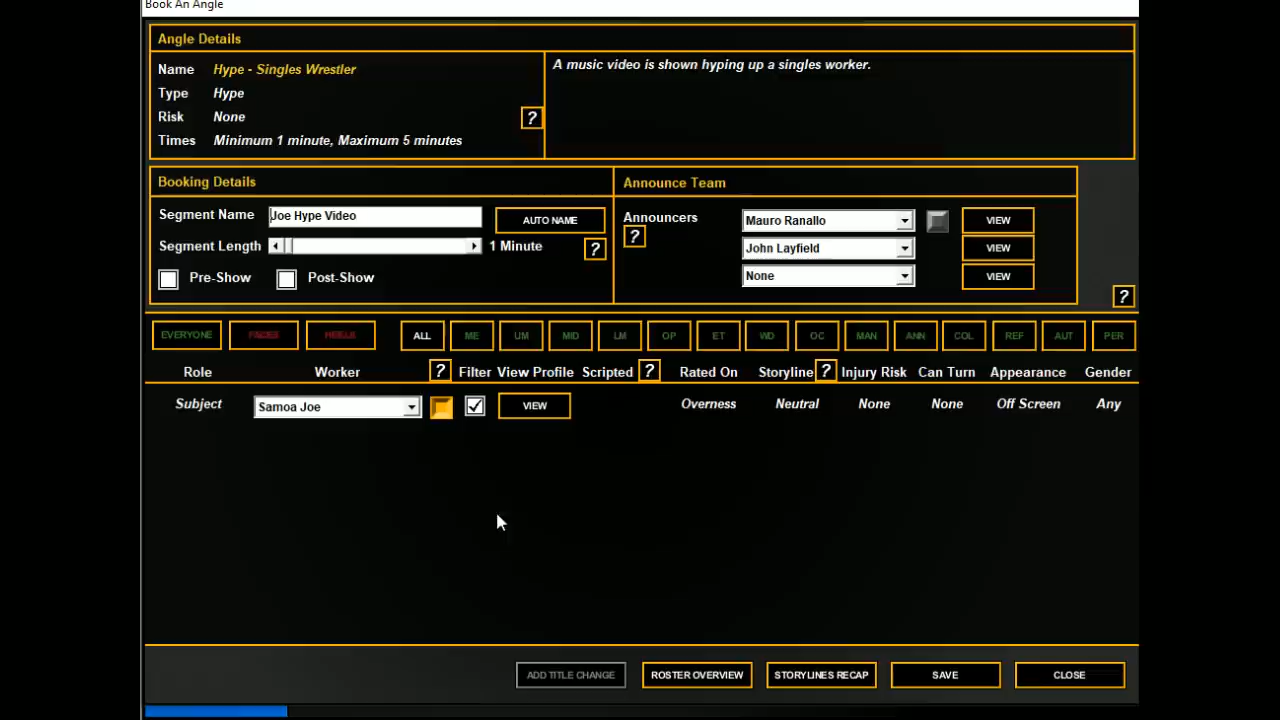 Book An Angle
Angle Details
Name Hype - Singles Wrestler
Type Hype
Risk None
?
Times Minimum 1 minute, Maximum 5 minutes
A music video is shown hyping up a singles worker.
Booking Details
Segment Name Joe Hype Video AUTO NAME
Segment Length 1 Minute ?
Pre-Show Post-Show
Announce Team
Announcers Mauro Ranallo VIEW
? John Layfield VIEW
None VIEW
?
EVERYONE FACES HEELS ALL ME UM MID LM OP ET WD OC MAN ANN COL REF AUT PER
Role Worker ? Filter View Profile Scripted ? Rated On Storyline ? Injury Risk Can Turn Appearance Gender
Subject Samoa Joe VIEW Overness Neutral None None Off Screen Any
ADD TITLE CHANGE ROSTER OVERVIEW STORYLINES RECAP SAVE CLOSE